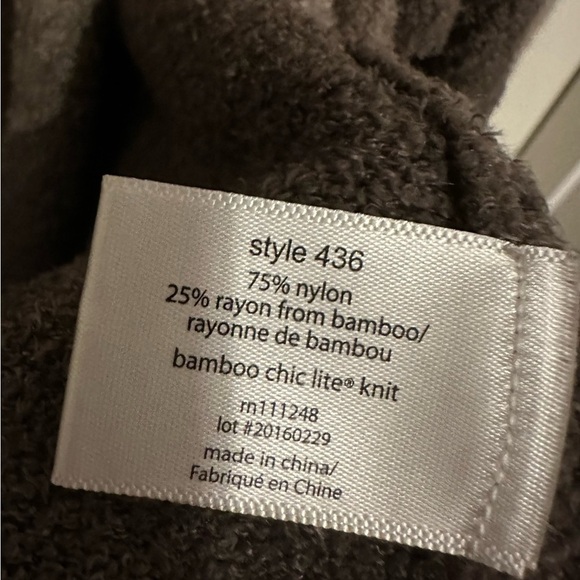 style 436
75% nylon
25% rayon from bamboo/
rayonne de bambou
bamboo chic lite® knit
rn111248
lot #20160229
made in china/
Fabriqué en Chine